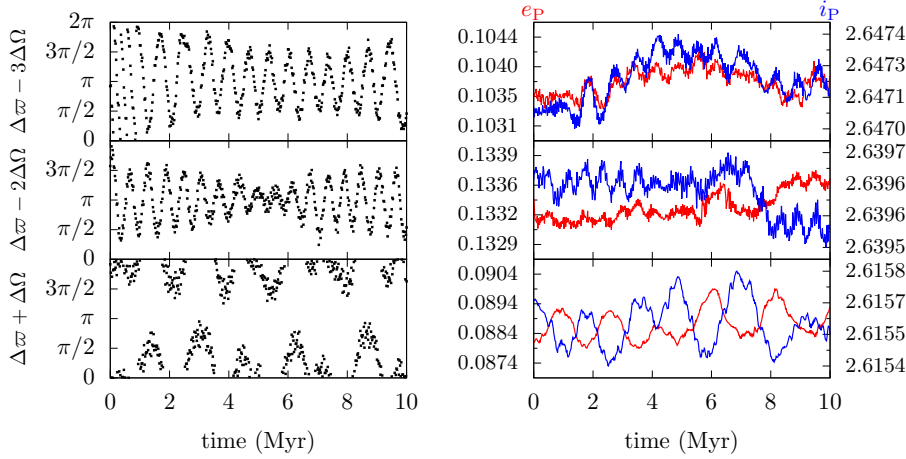 Δϖ − 3ΔΩ
2π
3π/2
π
π/2
0
Δϖ − 2ΔΩ
3π/2
π
π/2
0
Δϖ + ΔΩ
3π/2
π
π/2
0
0 2 4 6 8 10
time (Myr)
e_P i_P
0.1044
0.1040
0.1035
0.1031
2.6474
2.6473
2.6471
2.6470
0.1339
0.1336
0.1332
0.1329
2.6397
2.6396
2.6396
2.6395
0.0904
0.0894
0.0884
0.0874
2.6158
2.6157
2.6155
2.6154
0 2 4 6 8 10
time (Myr)